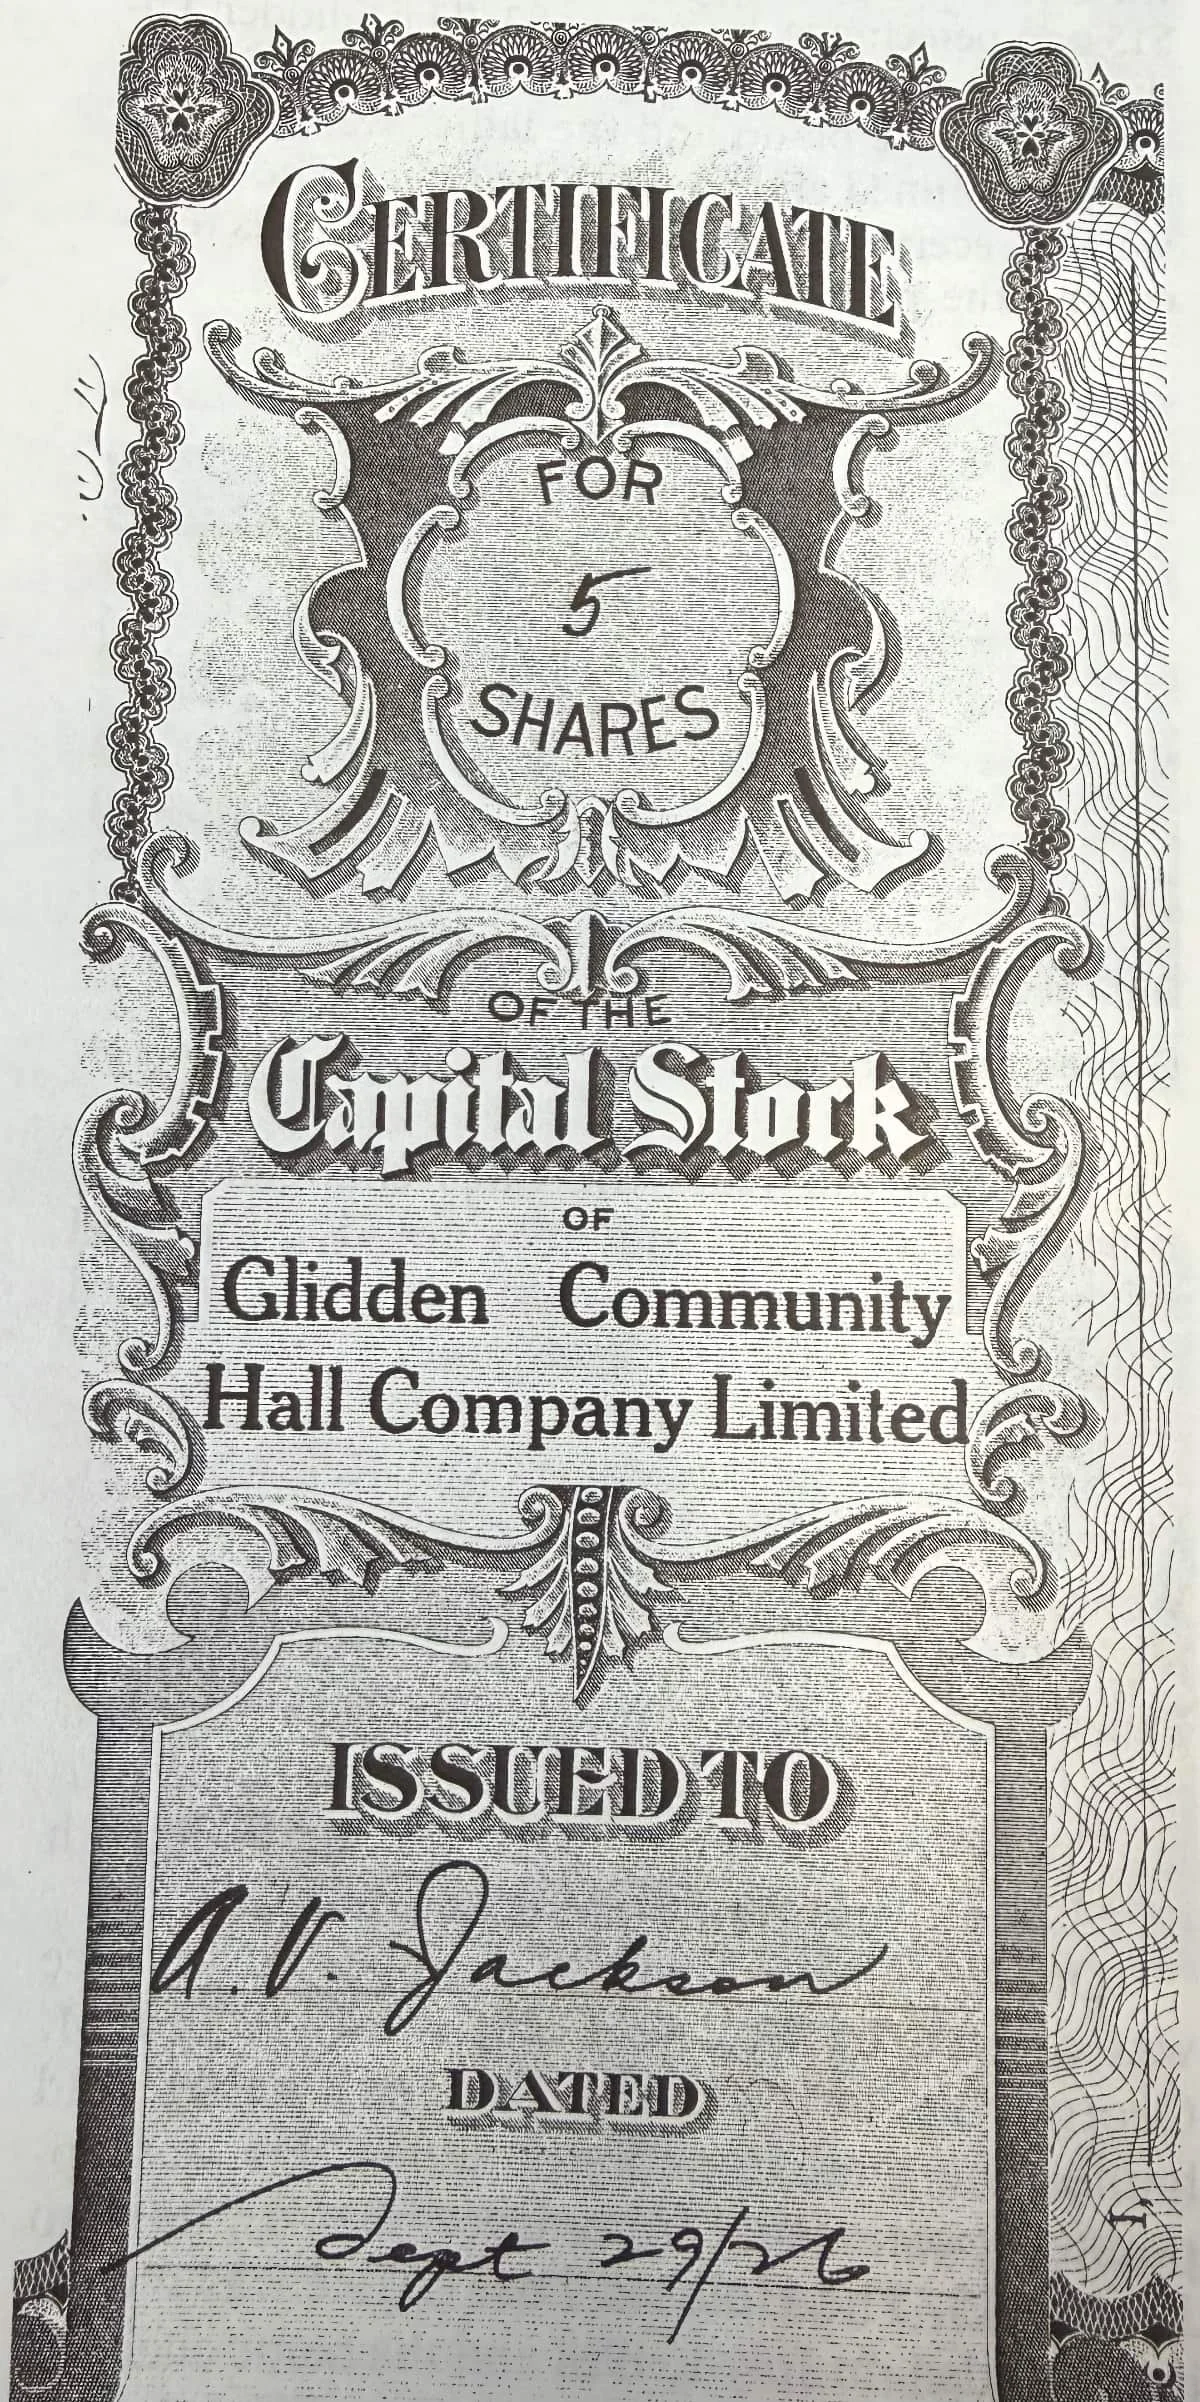 CERTIFICATE
FOR
5
SHARES
OF THE
Capital Stock
OF
Glidden Community
Hall Company Limited
ISSUED TO
A. V. Jackson
DATED
Sept 29/26